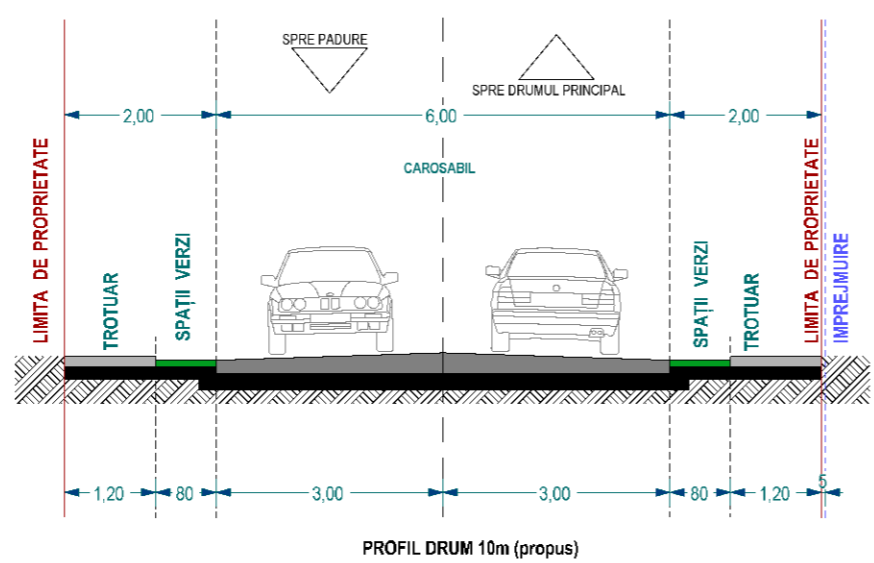 SPRE PADURE
SPRE DRUMUL PRINCIPAL
2,00
6,00
2,00
CAROSABIL
LIMITA DE PROPRIETATE
TROTUAR
SPAȚII VERZI
SPAȚII VERZI
TROTUAR
LIMITA DE PROPRIETATE
IMPREJMUIRE
1,20
80
3,00
3,00
80
1,20
5
PROFIL DRUM 10m (propus)